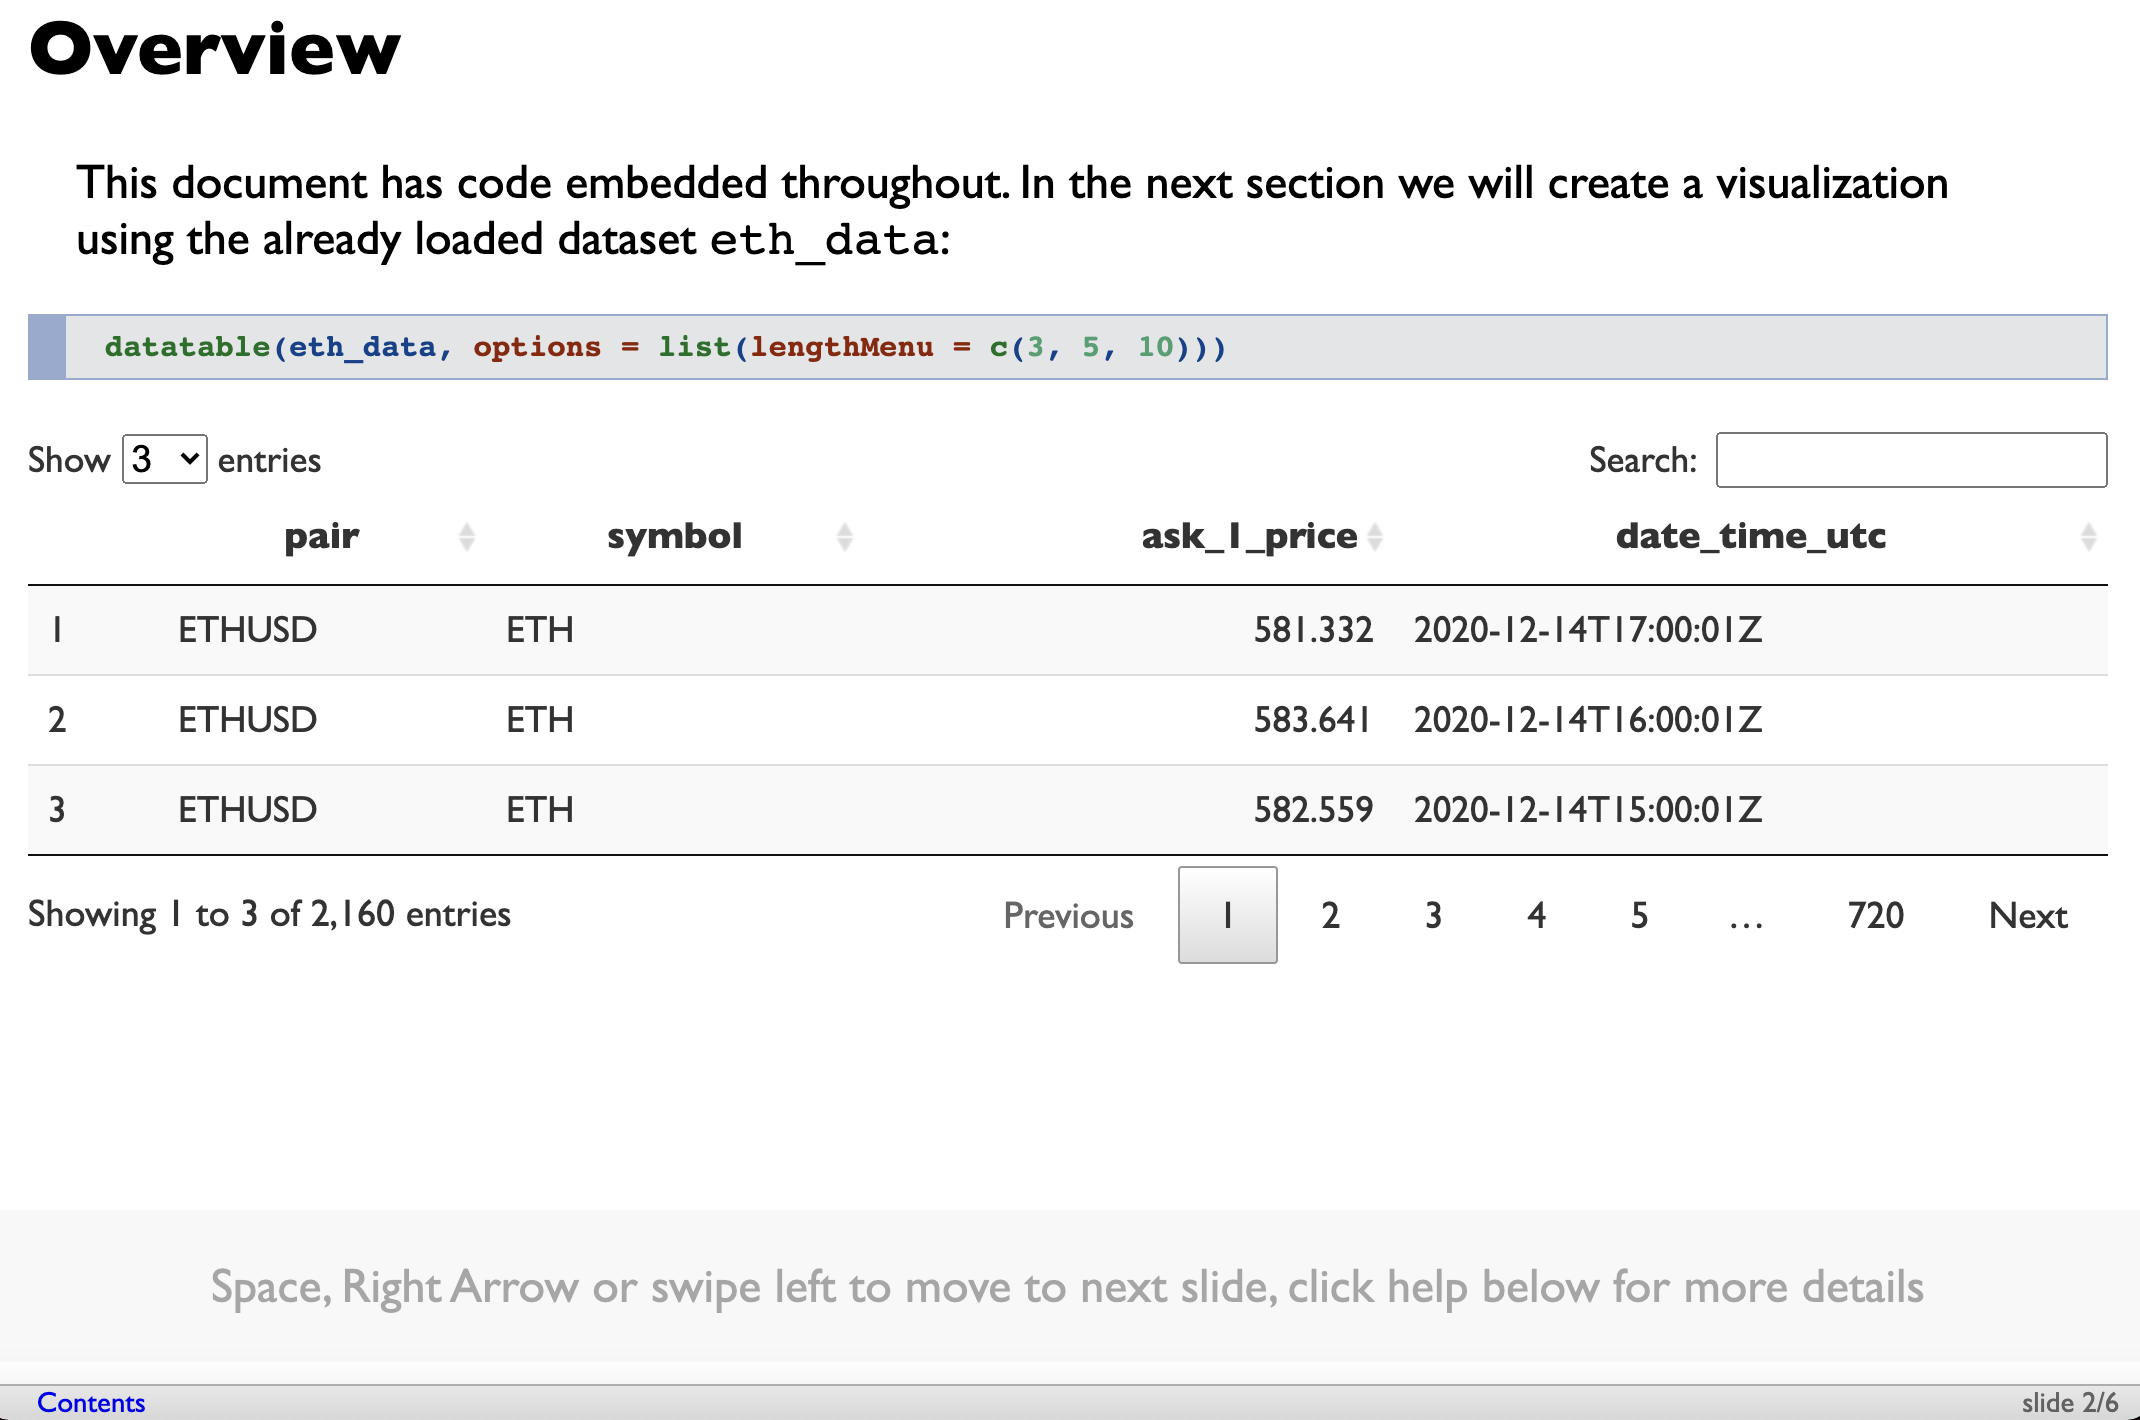 Overview
This document has code embedded throughout. In the next section we will create a visualization
using the already loaded dataset eth_data:
datatable(eth_data, options = list(lengthMenu = c(3, 5, 10)))
Show 3 entries Search:
pair symbol ask_1_price date_time_utc
1 ETHUSD ETH 581.332 2020-12-14T17:00:01Z
2 ETHUSD ETH 583.641 2020-12-14T16:00:01Z
3 ETHUSD ETH 582.559 2020-12-14T15:00:01Z
Showing 1 to 3 of 2,160 entries Previous 1 2 3 4 5 … 720 Next
Space, Right Arrow or swipe left to move to next slide, click help below for more details
Contents slide 2/6